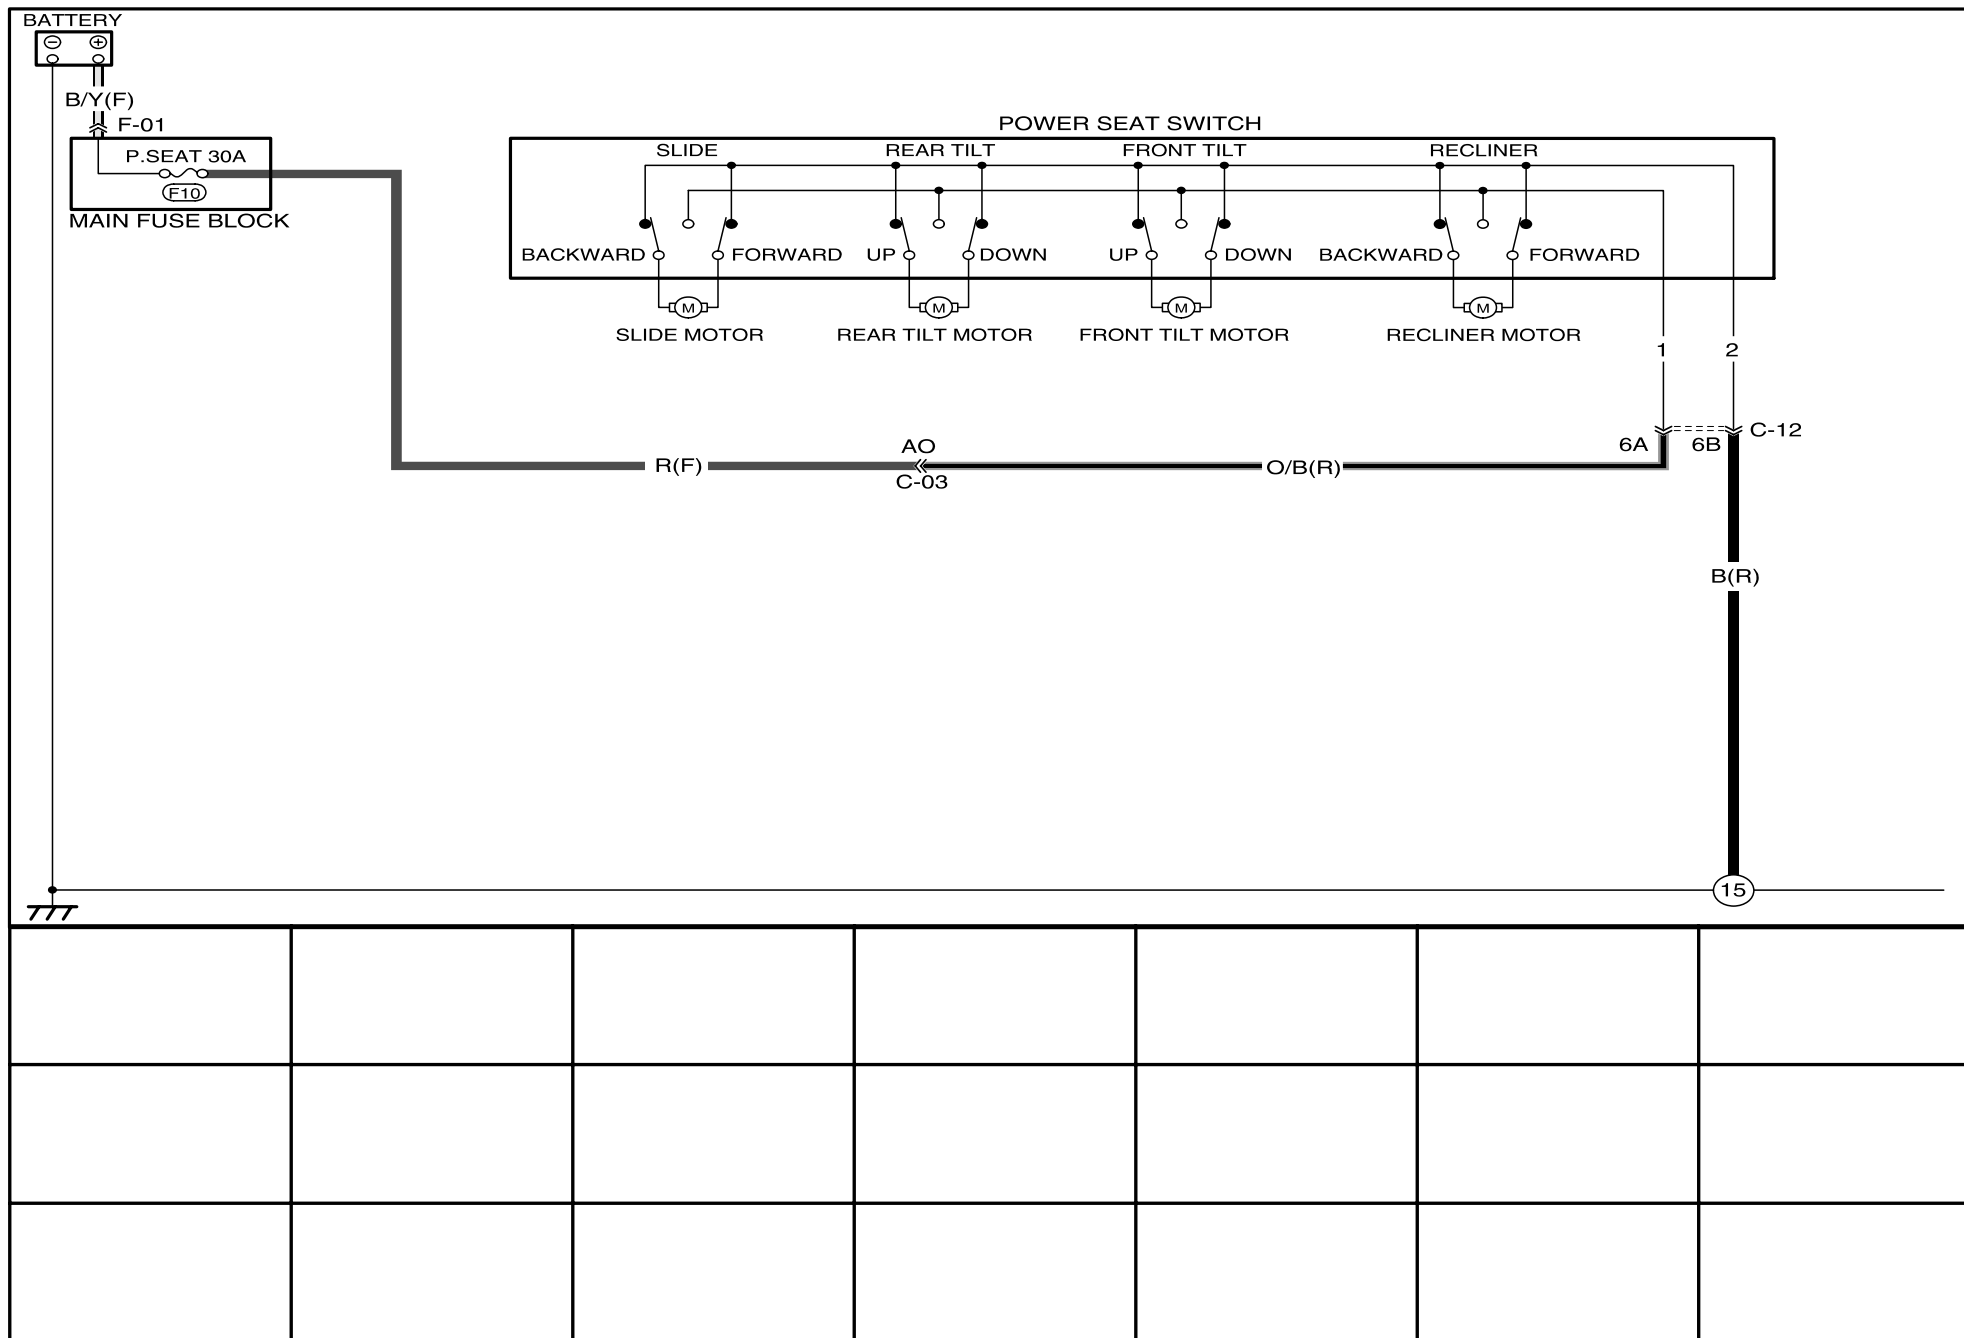 BATTERY
− +
B/Y(F)
F-01
P.SEAT 30A
F10
MAIN FUSE BLOCK
POWER SEAT SWITCH
SLIDE REAR TILT FRONT TILT RECLINER
BACKWARD FORWARD UP DOWN UP DOWN BACKWARD FORWARD
M M M M
SLIDE MOTOR REAR TILT MOTOR FRONT TILT MOTOR RECLINER MOTOR
1 2
6A 6B C-12
AO
R(F) O/B(R)
C-03
B(R)
15